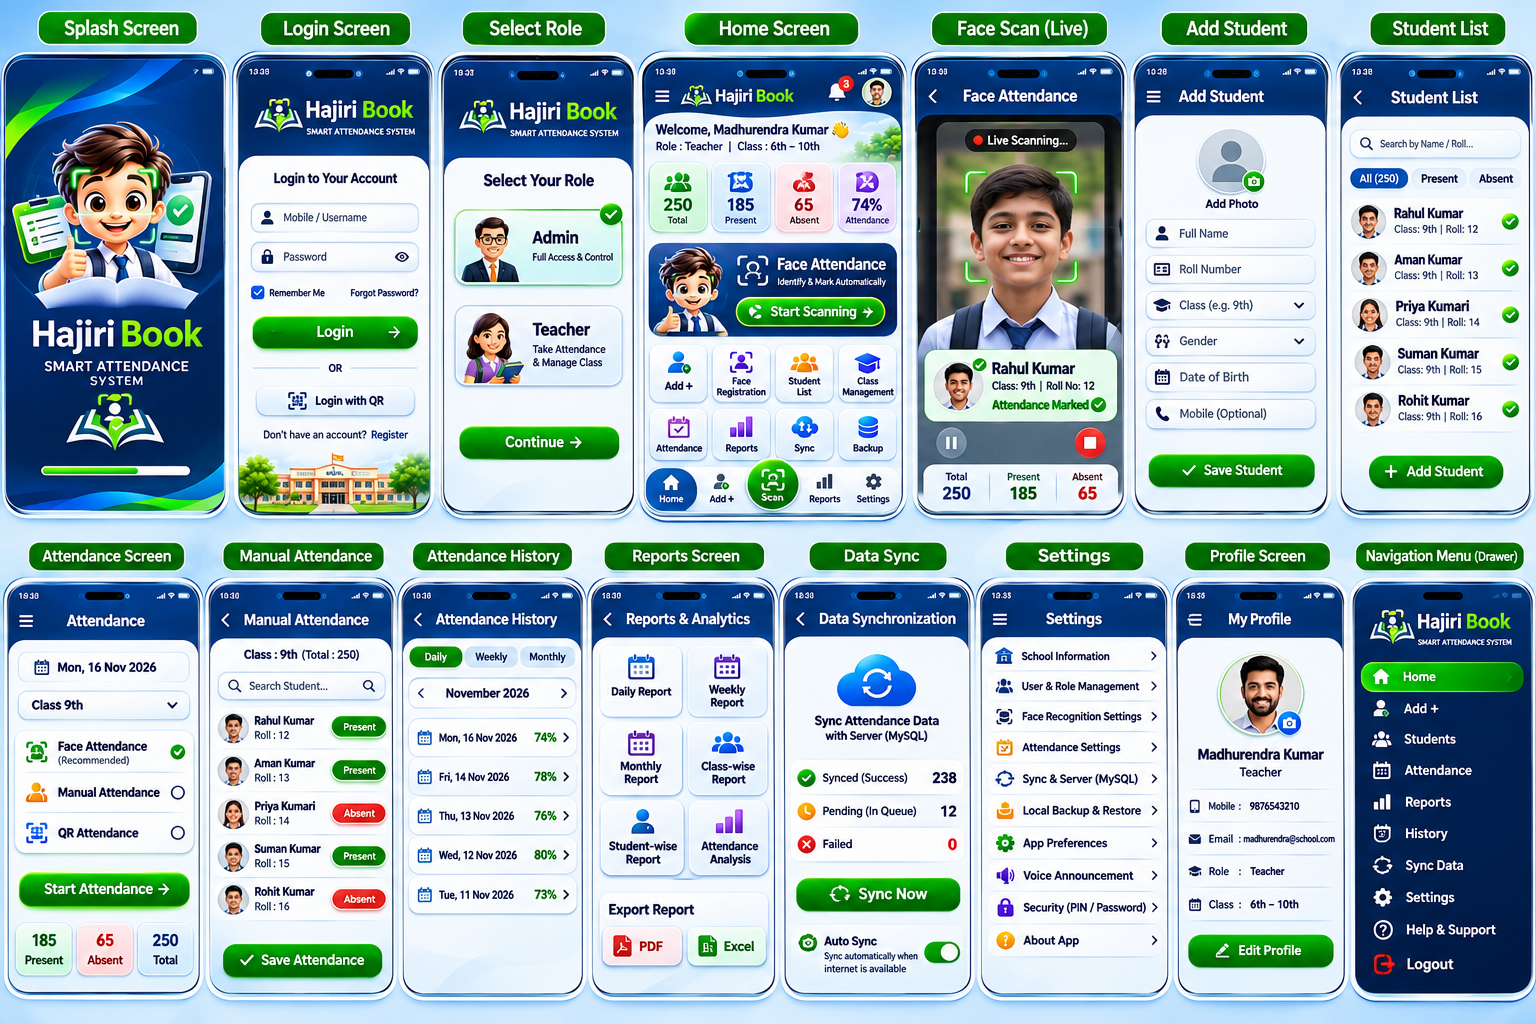 Splash Screen
Hajiri Book
SMART ATTENDANCE
SYSTEM
Login Screen
Hajiri Book
SMART ATTENDANCE SYSTEM
Login to Your Account
Mobile / Username
Password
Remember Me Forgot Password?
Login →
OR
Login with QR
Don't have an account? Register
Select Role
Hajiri Book
SMART ATTENDANCE SYSTEM
Select Your Role
Admin
Full Access & Control
Teacher
Take Attendance
& Manage Class
Continue →
Home Screen
Hajiri Book
3
Welcome, Madhurendra Kumar 👋
Role : Teacher | Class : 6th – 10th
250
Total
185
Present
65
Absent
74%
Attendance
Face Attendance
Identify & Mark Automatically
Start Scanning →
Add +
Face
Registration
Student
List
Class
Management
Attendance
Reports
Sync
Backup
Home
Add +
Scan
Reports
Settings
Face Scan (Live)
Face Attendance
Live Scanning...
Rahul Kumar
Class: 9th | Roll No: 12
Attendance Marked
Total
250
Present
185
Absent
65
Add Student
Add Student
Add Photo
Full Name
Roll Number
Class (e.g. 9th)
Gender
Date of Birth
Mobile (Optional)
Save Student
Student List
Student List
Search by Name / Roll...
All (250) Present Absent
Rahul Kumar
Class: 9th | Roll: 12
Aman Kumar
Class: 9th | Roll: 13
Priya Kumari
Class: 9th | Roll: 14
Suman Kumar
Class: 9th | Roll: 15
Rohit Kumar
Class: 9th | Roll: 16
+ Add Student
Attendance Screen
Attendance
Mon, 16 Nov 2026
Class 9th
Face Attendance
(Recommended)
Manual Attendance
QR Attendance
Start Attendance →
185
Present
65
Absent
250
Total
Manual Attendance
10:30
Manual Attendance
Class : 9th (Total : 250)
Search Student...
Rahul Kumar
Roll : 12
Present
Aman Kumar
Roll : 13
Present
Priya Kumari
Roll : 14
Absent
Suman Kumar
Roll : 15
Present
Rohit Kumar
Roll : 16
Absent
Save Attendance
Attendance History
Attendance History
Daily Weekly Monthly
November 2026
Mon, 16 Nov 2026 74%
Fri, 14 Nov 2026 78%
Thu, 13 Nov 2026 76%
Wed, 12 Nov 2026 80%
Tue, 11 Nov 2026 73%
Reports Screen
Reports & Analytics
Daily Report
Weekly
Report
Monthly
Report
Class-wise
Report
Student-wise
Report
Attendance
Analysis
Export Report
PDF
Excel
Data Sync
Data Synchronization
Sync Attendance Data
with Server (MySQL)
Synced (Success) 238
Pending (In Queue) 12
Failed 0
Sync Now
Auto Sync
Sync automatically when
internet is available
Settings
Settings
School Information
User & Role Management
Face Recognition Settings
Attendance Settings
Sync & Server (MySQL)
Local Backup & Restore
App Preferences
Voice Announcement
Security (PIN / Password)
About App
Profile Screen
My Profile
Madhurendra Kumar
Teacher
Mobile : 9876543210
Email : madhurendra@school.com
Role : Teacher
Class : 6th – 10th
Edit Profile
Navigation Menu (Drawer)
Hajiri Book
SMART ATTENDANCE SYSTEM
Home
Add +
Students
Attendance
Reports
History
Sync Data
Settings
Help & Support
Logout